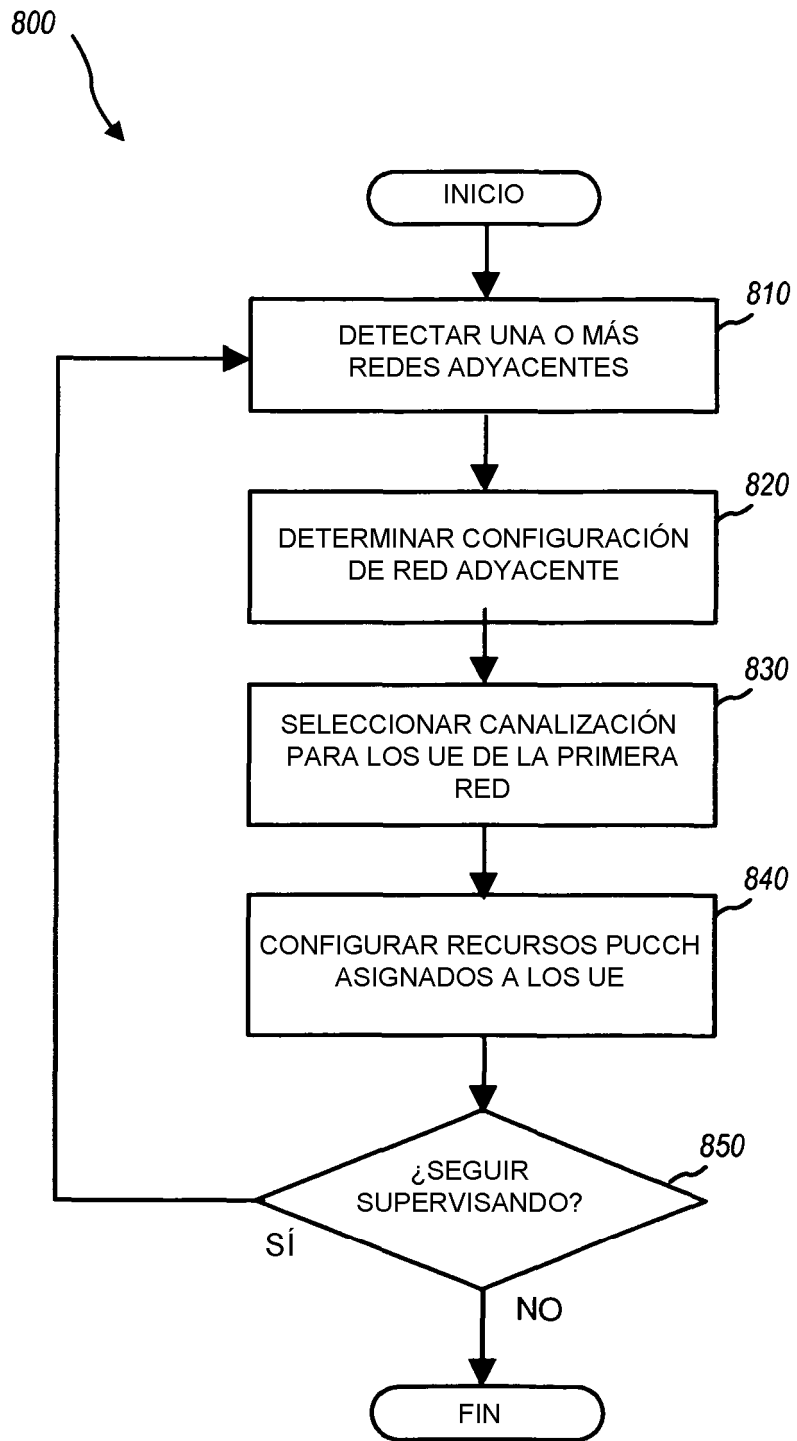 800
INICIO
810
DETECTAR UNA O MÁS
REDES ADYACENTES
820
DETERMINAR CONFIGURACIÓN
DE RED ADYACENTE
830
SELECCIONAR CANALIZACIÓN
PARA LOS UE DE LA PRIMERA
RED
840
CONFIGURAR RECURSOS PUCCH
ASIGNADOS A LOS UE
850
¿SEGUIR
SUPERVISANDO?
SÍ
NO
FIN